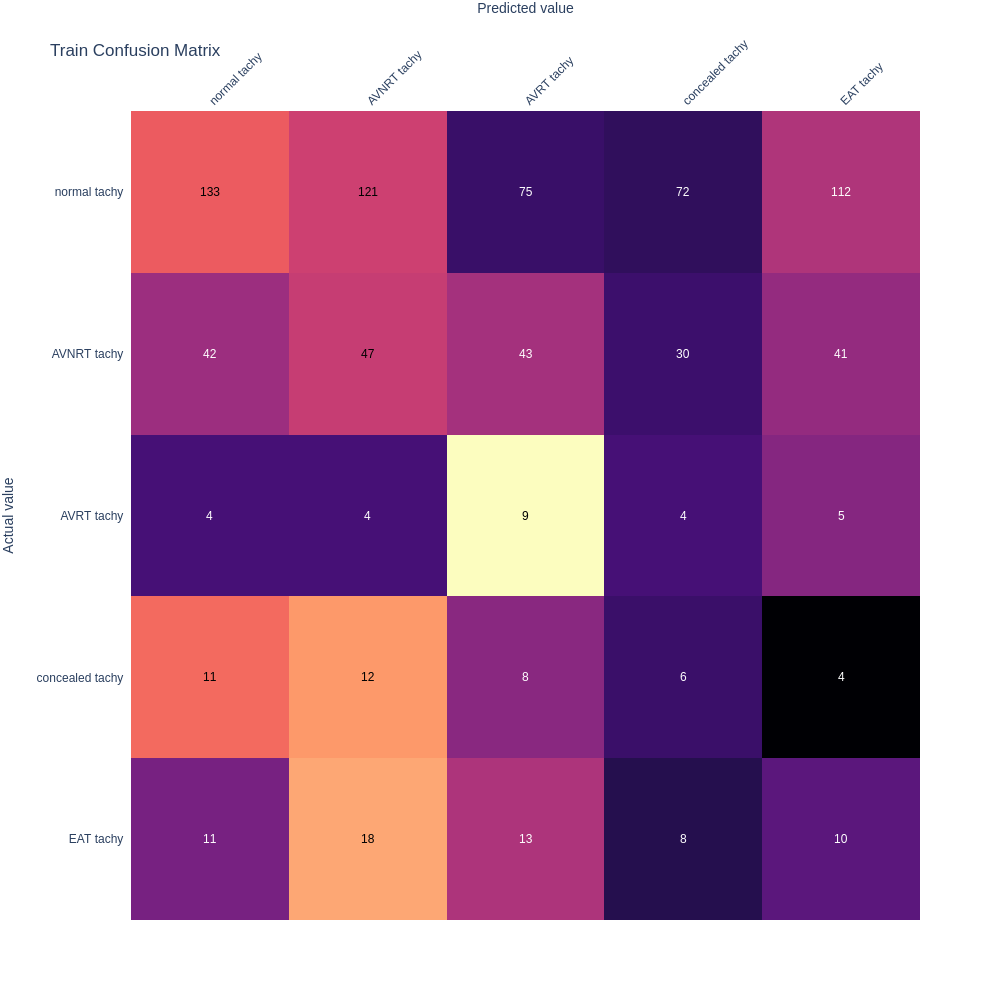 Predicted value
Train Confusion Matrix
normal tachy
AVNRT tachy
AVRT tachy
concealed tachy
EAT tachy
normal tachy 133 121 75 72 112
AVNRT tachy 42 47 43 30 41
Actual value
AVRT tachy 4 4 9 4 5
concealed tachy 11 12 8 6 4
EAT tachy 11 18 13 8 10